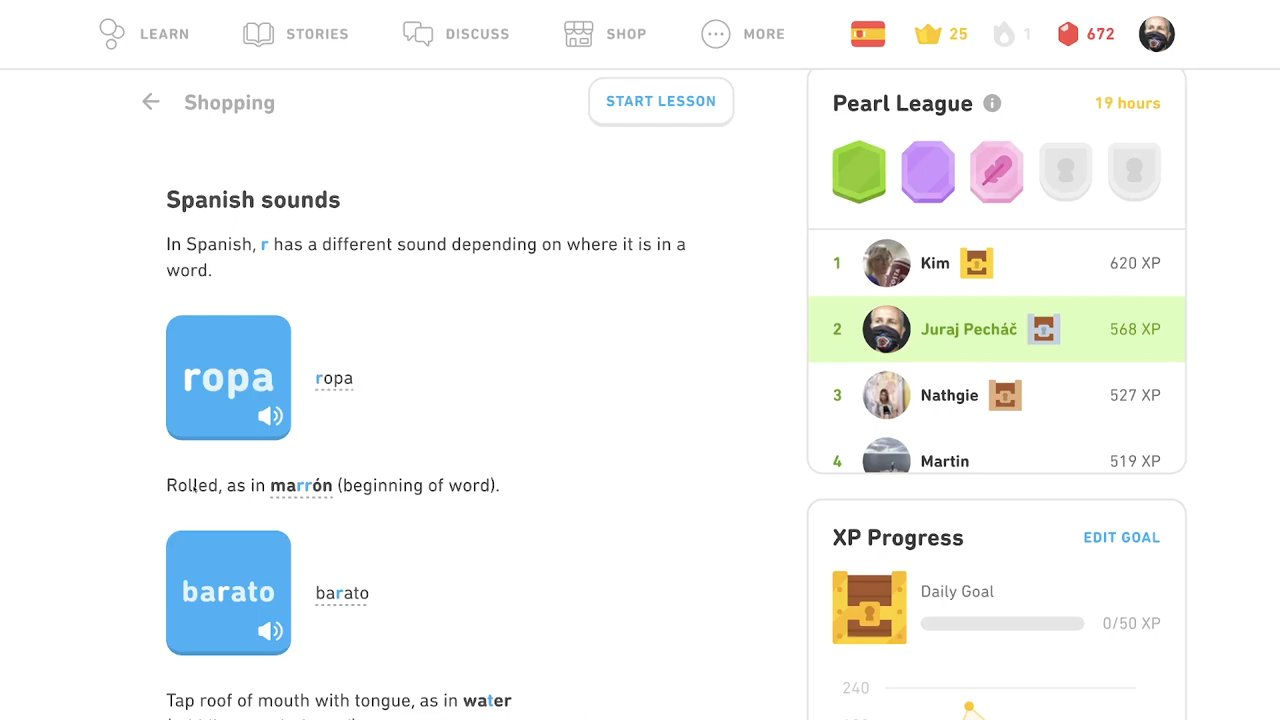 LEARN STORIES DISCUSS SHOP MORE 25 1 672
Shopping
START LESSON
Spanish sounds
In Spanish, r has a different sound depending on where it is in a
word.
ropa
ropa
Rolled, as in marrón (beginning of word).
barato
barato
Tap roof of mouth with tongue, as in water
Pearl League 19 hours
1 Kim 620 XP
2 Juraj Pecháč 568 XP
3 Nathgie 527 XP
4 Martin 519 XP
XP Progress EDIT GOAL
Daily Goal
0/50 XP
240